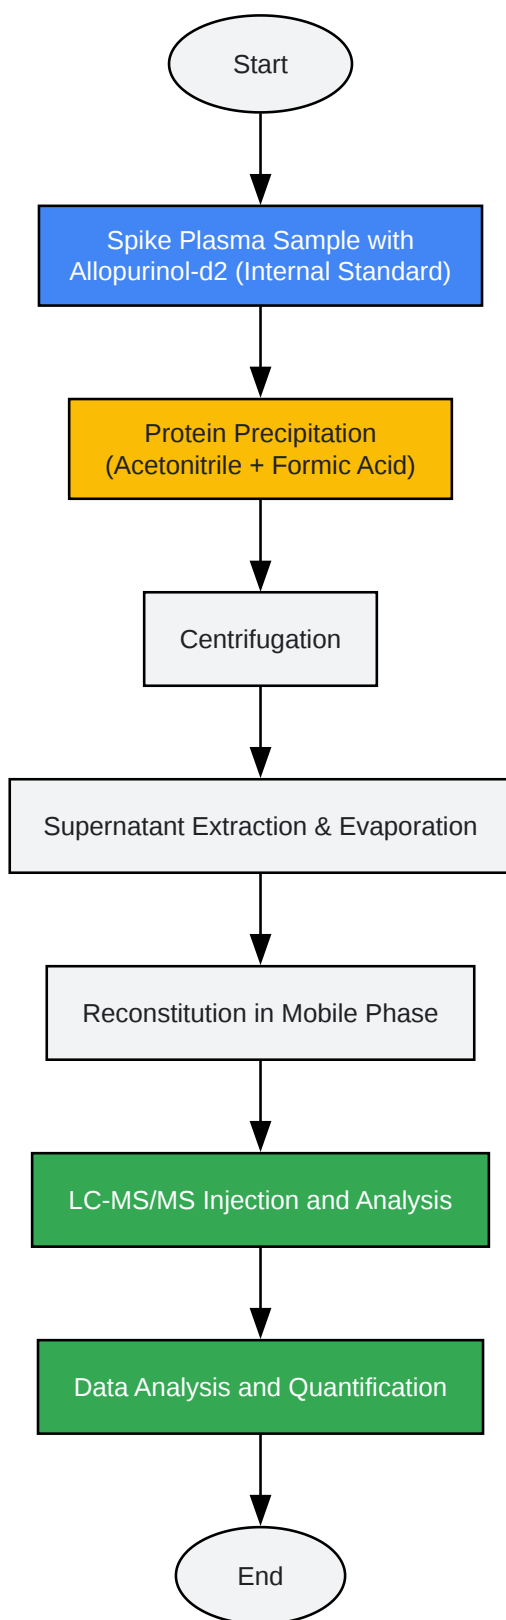 Start
Spike Plasma Sample with
Allopurinol-d2 (Internal Standard)
Protein Precipitation
(Acetonitrile + Formic Acid)
Centrifugation
Supernatant Extraction & Evaporation
Reconstitution in Mobile Phase
LC-MS/MS Injection and Analysis
Data Analysis and Quantification
End